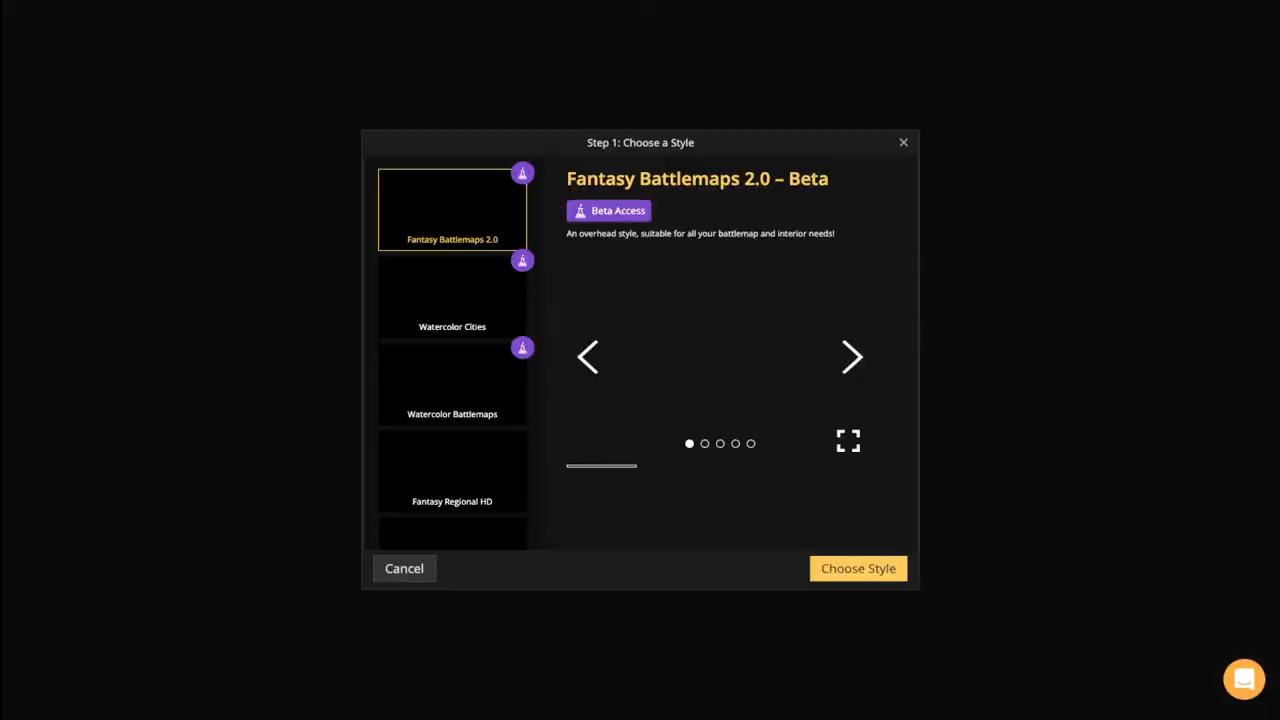 Step 1: Choose a Style
Fantasy Battlemaps 2.0
Watercolor Cities
Watercolor Battlemaps
Fantasy Regional HD
Fantasy Battlemaps 2.0 – Beta
Beta Access
An overhead style, suitable for all your battlemap and interior needs!
Cancel
Choose Style